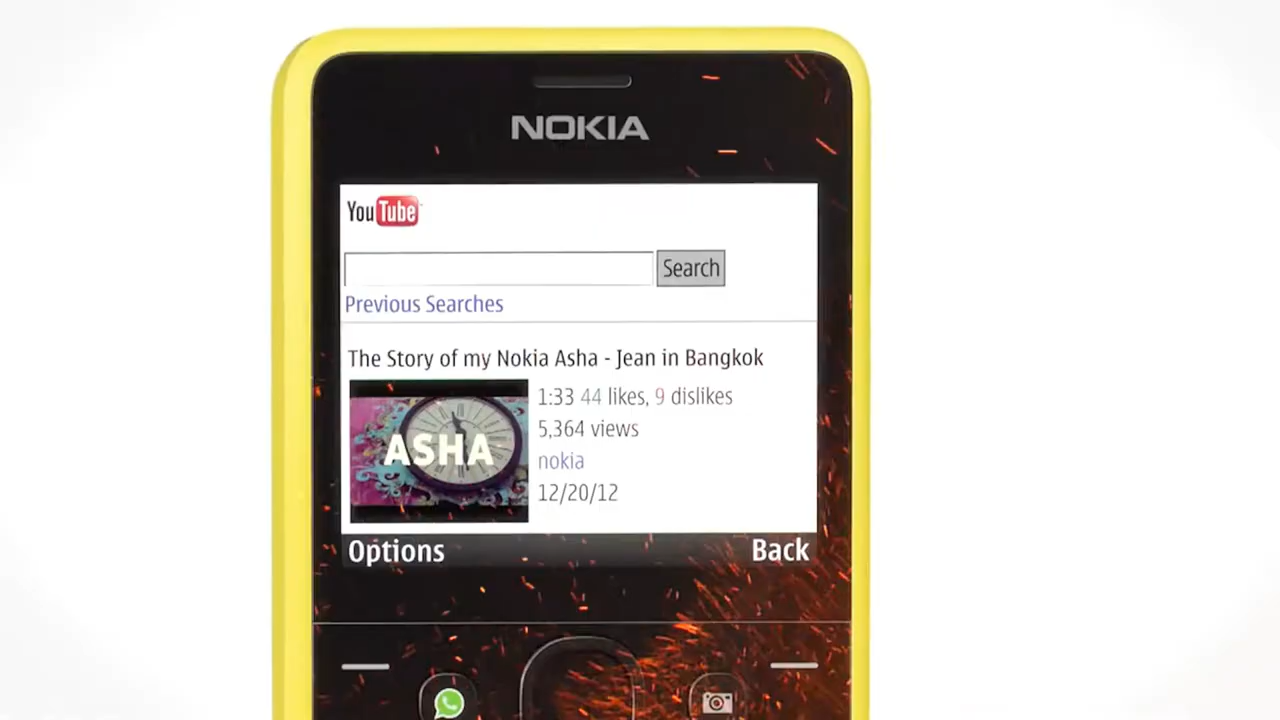 NOKIA
YouTube
Search
Previous Searches
The Story of my Nokia Asha - Jean in Bangkok
ASHA
1:33 44 likes, 9 dislikes
5,364 views
nokia
12/20/12
Options Back